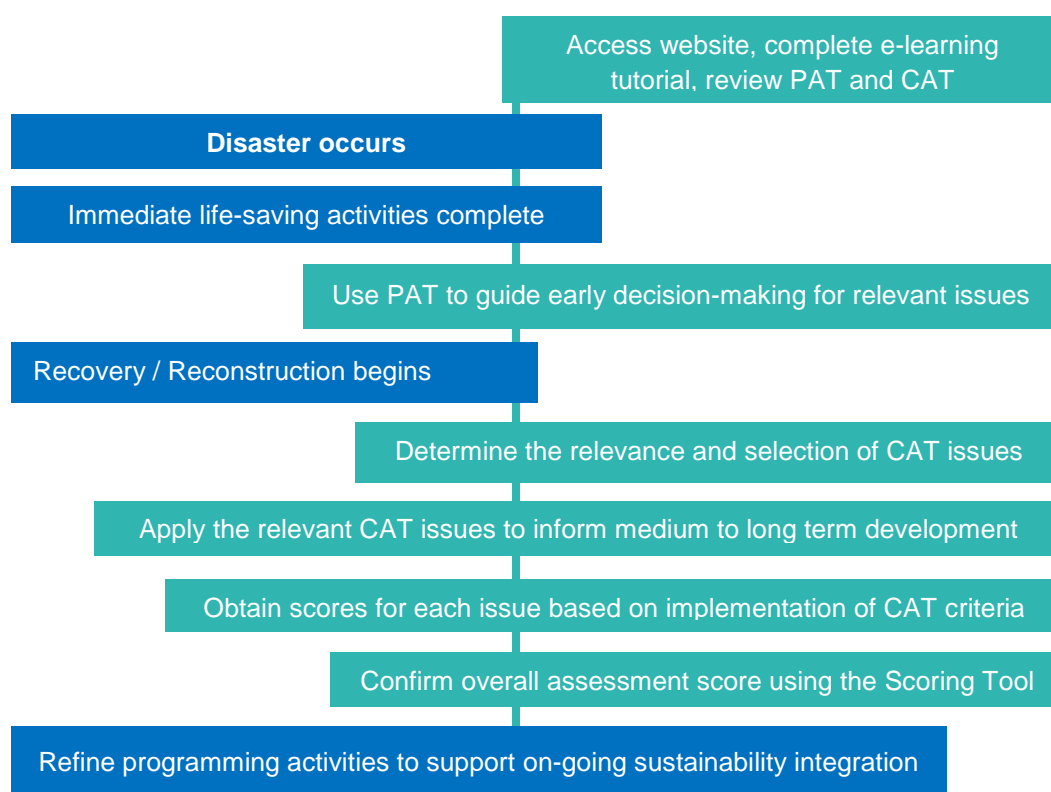 Access website, complete e-learning
tutorial, review PAT and CAT
Disaster occurs
Immediate life-saving activities complete
Use PAT to guide early decision-making for relevant issues
Recovery / Reconstruction begins
Determine the relevance and selection of CAT issues
Apply the relevant CAT issues to inform medium to long term development
Obtain scores for each issue based on implementation of CAT criteria
Confirm overall assessment score using the Scoring Tool
Refine programming activities to support on-going sustainability integration